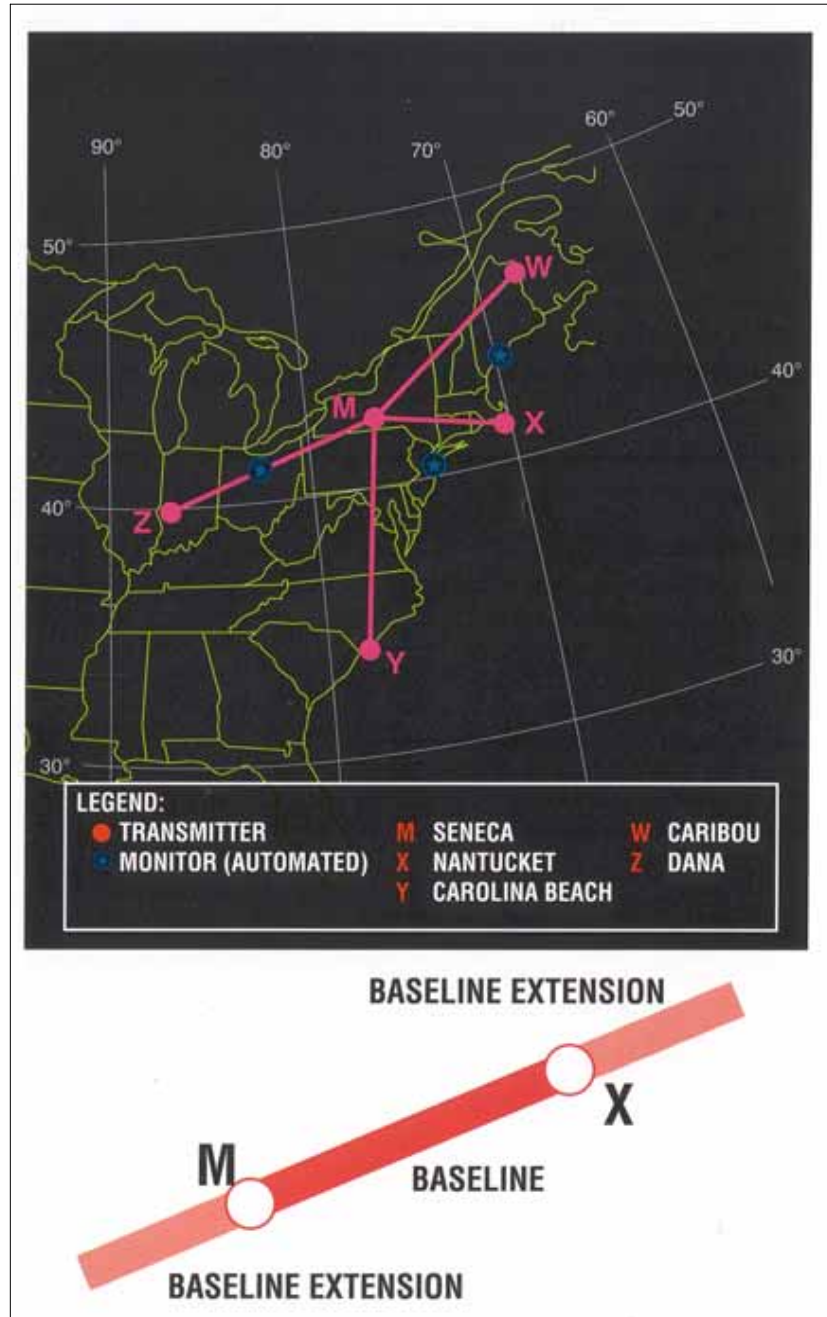 60°
50°
90°
80°
70°
50°
W
40°
M
X
40°
Z
Y
30°
30°
LEGEND:
TRANSMITTER
MONITOR (AUTOMATED)
M SENECA
X NANTUCKET
Y CAROLINA BEACH
W CARIBOU
Z DANA
BASELINE EXTENSION
X
M
BASELINE
BASELINE EXTENSION